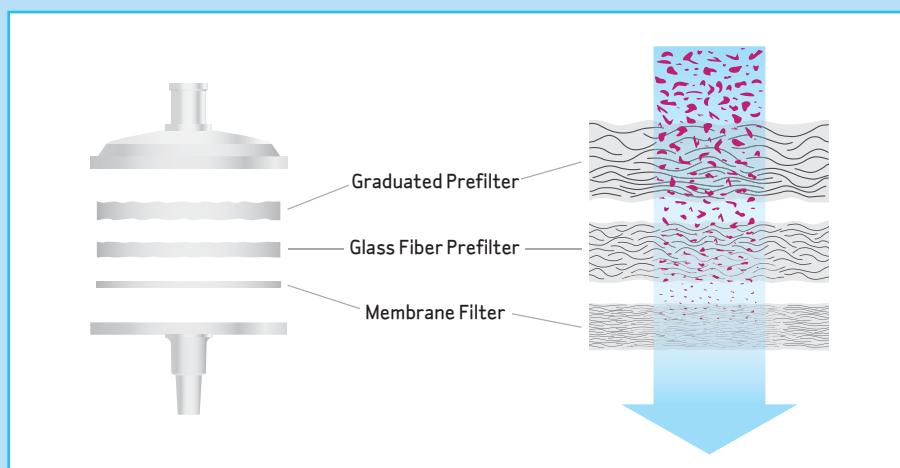 Graduated Prefilter
Glass Fiber Prefilter
Membrane Filter